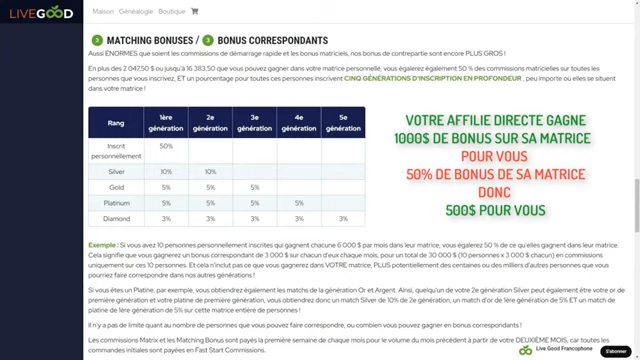 LIVEGOOD
Maison Généalogie Boutique
3 MATCHING BONUSES / 3 BONUS CORRESPONDANTS
Aussi ÉNORMES que soient les commissions de démarrage rapide et les bonus matriciels, nos bonus de contrepartie sont encore PLUS GROS !
En plus des 2 047,50 $ ou jusqu'à 16 383,50 que vous pouvez gagner dans votre matrice personnelle, vous égalerez également 50 % des commissions matricielles sur toutes les
personnes que vous inscrivez, ET un pourcentage pour toutes ces personnes inscrivent CINQ GÉNÉRATIONS D'INSCRIPTION EN PROFONDEUR , peu importe où elles se situent
dans votre matrice !
Rang 1ère génération 2e génération 3e génération 4e génération 5e génération
Inscrit personnellement 50%
Silver 10% 10%
Gold 5% 5% 5%
Platinum 5% 5% 5% 5%
Diamond 3% 3% 3% 3% 3%
VOTRE AFFILIE DIRECTE GAGNE
1000$ DE BONUS SUR SA MATRICE
POUR VOUS
50% DE BONUS DE SA MATRICE
DONC
500$ POUR VOUS
Exemple : Si vous avez 10 personnes personnellement inscrites qui gagnent chacune 6 000 $ par mois dans leur matrice, vous égalerez 50 % de ce qu'elles gagnent dans leur matrice.
Cela signifie que vous gagnerez un bonus correspondant de 3 000 $ sur chacun d'eux chaque mois, pour un total de 30 000 $ (10 personnes x 3 000 $ chacun) en commissions
uniquement sur ces 10 personnes. Et cela n'inclut pas ce que vous gagnerez dans VOTRE matrice, PLUS potentiellement des centaines ou des milliers d'autres personnes que vous
pourriez faire correspondre dans nos autres générations !
Si vous êtes un Platine, par exemple, vous obtiendrez également les matchs de la génération Or et Argent. Ainsi, quelqu'un de votre 2e génération Silver peut également être votre or de
première génération et votre platine de première génération, vous obtiendrez donc un match Silver de 10% de 2e génération, un match d'or de 1ère génération de 5% ET un match de
platine de 1ère génération de 5% sur cette matrice entière de personnes !
Il n'y a pas de limite quant au nombre de personnes que vous pouvez faire correspondre, ou combien vous pouvez gagner en bonus correspondants !
Les commissions Matrix et les Matching Bonus sont payés la première semaine de chaque mois pour le volume du mois précédent à partir de votre DEUXIÈME MOIS, car toutes les
commandes initiales sont payées en Fast Start Commissions.
Live Good Francophone
S'abonner